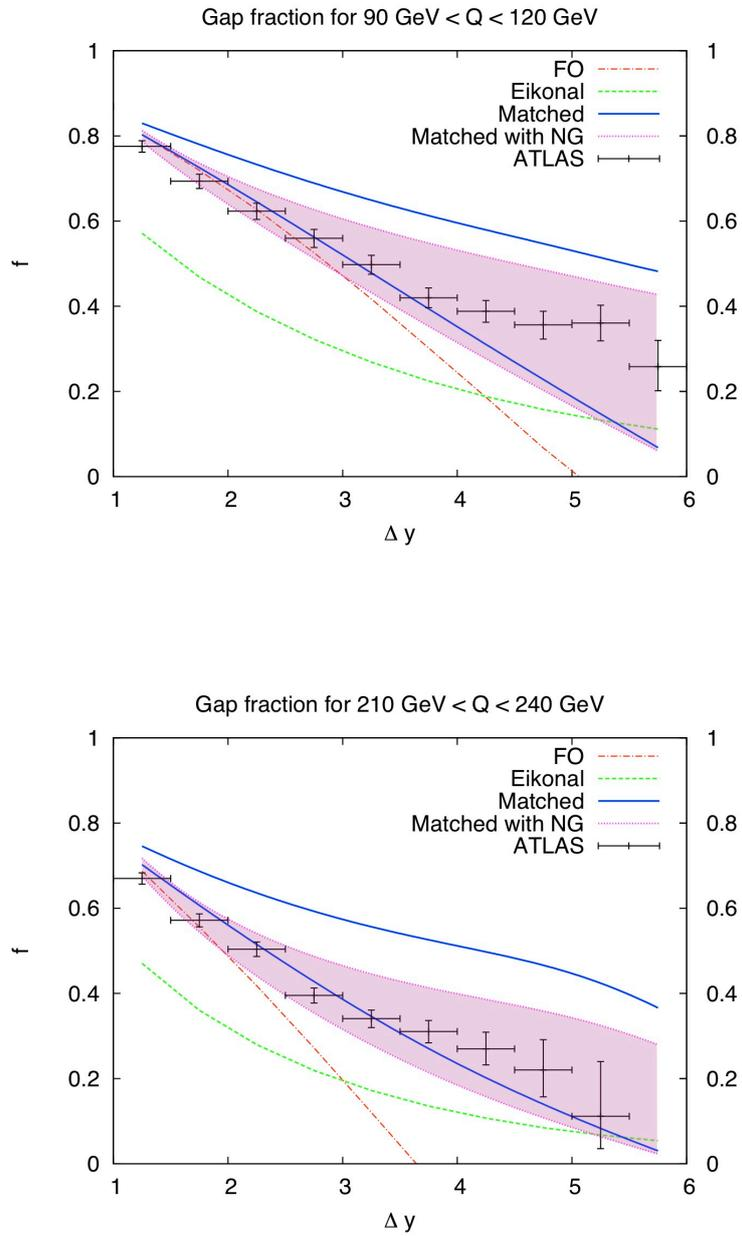 Gap fraction for 90 GeV < Q < 120 GeV
1 1
FO
Eikonal
0.8 Matched 0.8
Matched with NG
ATLAS
0.6 0.6
f
0.4 0.4
0.2 0.2
0 0
1 2 3 4 5 6
Δ y
Gap fraction for 210 GeV < Q < 240 GeV
1 1
FO
Eikonal
0.8 Matched 0.8
Matched with NG
ATLAS
0.6 0.6
f
0.4 0.4
0.2 0.2
0 0
1 2 3 4 5 6
Δ y